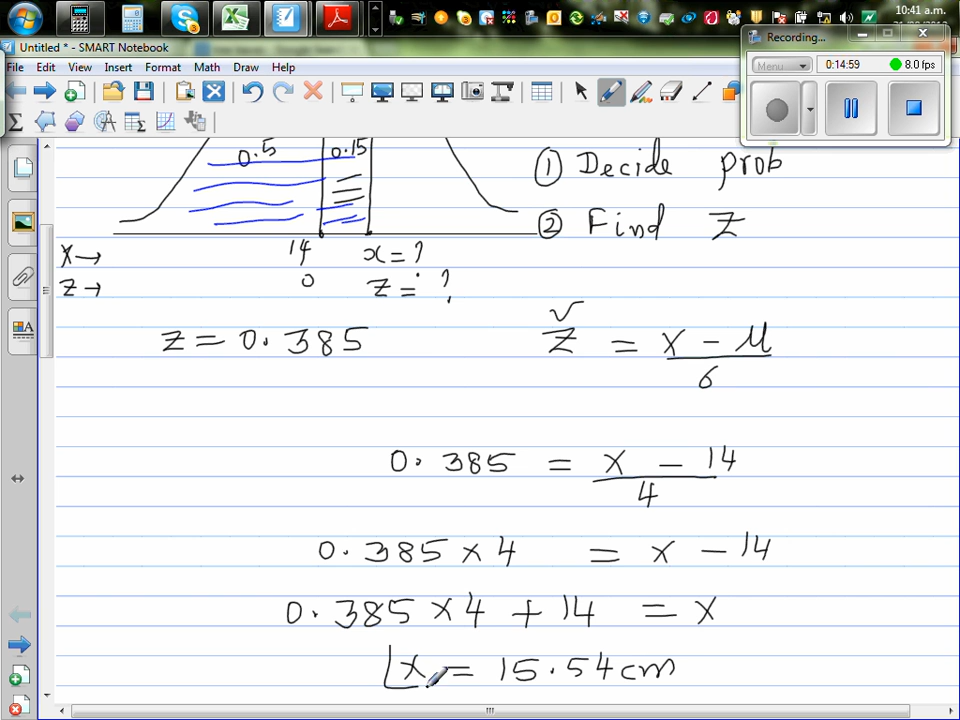 10:41 a.m.
Untitled * - SMART Notebook
Recording...
File Edit View Insert Format Math Draw Help
Menu 0:14:59 8.0 fps
0.5 0.15
① Decide prob
② Find Z
14 x = ?
X →
Z → 0 Z = ?
Z = 0.385
Z = X - μ
6
0.385 = X - 14
4
0.385 × 4 = X - 14
0.385 × 4 + 14 = X
X = 15.54 cm